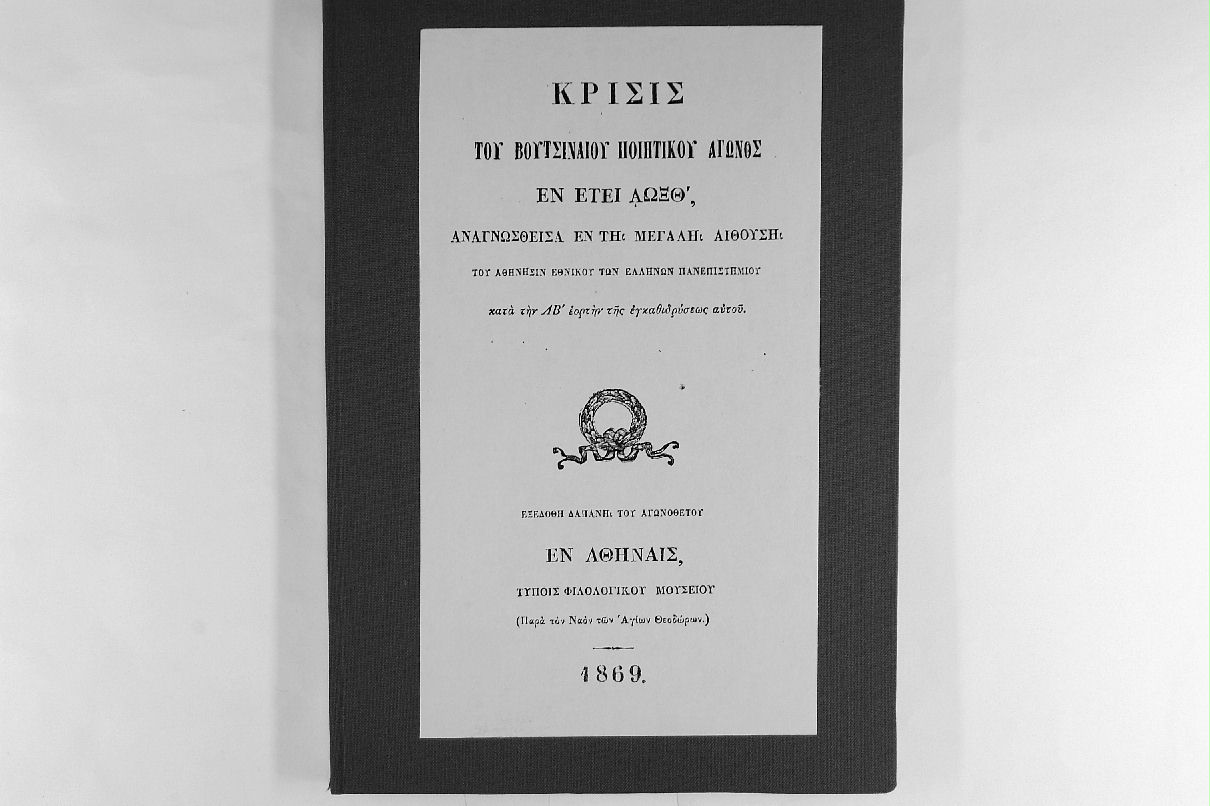 ΚΡΙΣΙΣ
ΤΟΥ ΒΟΥΤΣΙΝΑΙΟΥ ΠΟΙΗΤΙΚΟΥ ΑΓΩΝΟΣ
ΕΝ ΕΤΕΙ ͵ΑΩΞΘʹ,
ΑΝΑΓΝΩΣΘΕΙΣΑ ΕΝ ΤΗι ΜΕΓΑΛΗι ΑΙΘΟΥΣΗι
ΤΟΥ ΑΘΗΝΗΣΙΝ ΕΘΝΙΚΟΥ ΤΩΝ ΕΛΛΗΝΩΝ ΠΑΝΕΠΙΣΤΗΜΙΟΥ
κατὰ τὴν ΛΒʹ ἑορτὴν τῆς ἐγκαθιδρύσεως αὐτοῦ.
ΕΞΕΔΟΘΗ ΔΑΠΑΝΗι ΤΟΥ ΑΓΩΝΟΘΕΤΟΥ
ΕΝ ΑΘΗΝΑΙΣ,
ΤΥΠΟΙΣ ΦΙΛΟΛΟΓΙΚΟΥ ΜΟΥΣΕΙΟΥ
(Παρὰ τὸν Ναὸν τῶν Ἁγίων Θεοδώρων.)
1869.